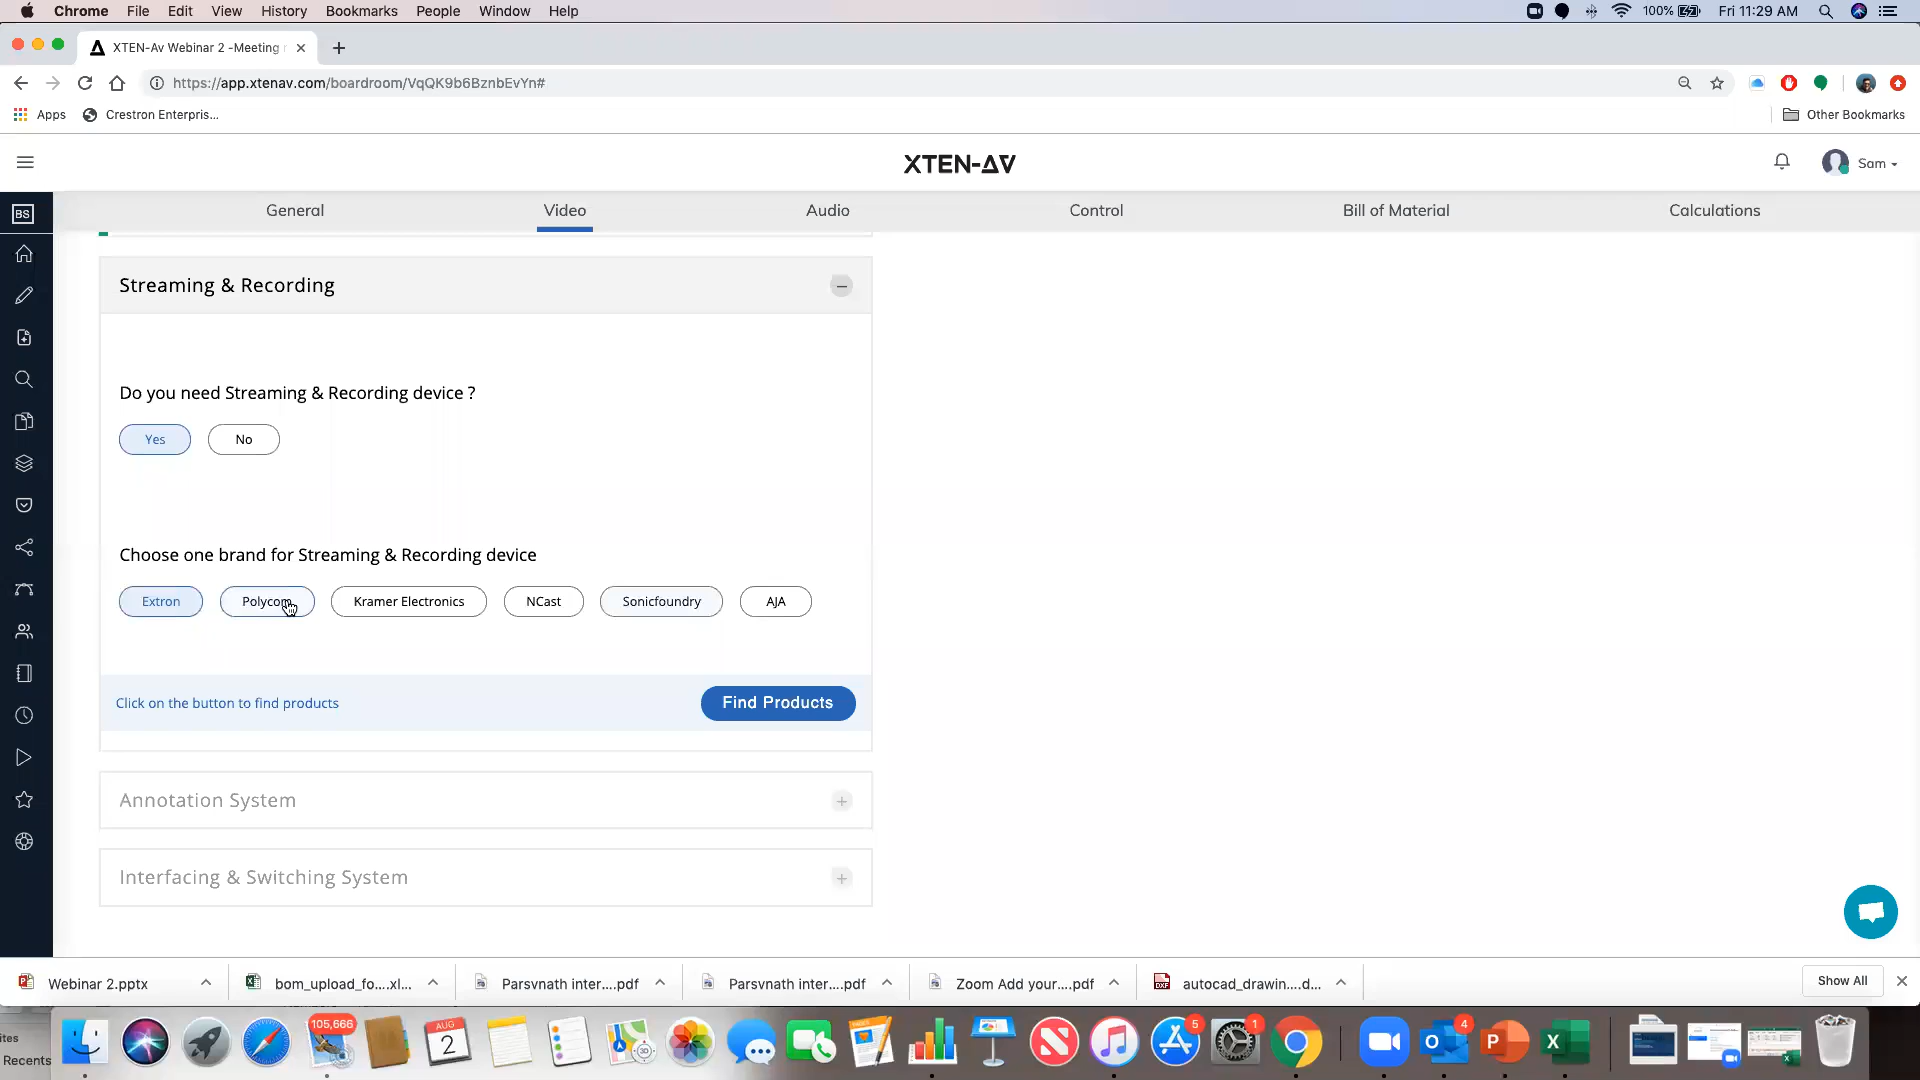 Chrome File Edit View History Bookmarks People Window Help 100% Fri 11:29 AM
XTEN-Av Webinar 2 -Meeting
https://app.xtenav.com/boardroom/VqQK9b6BznbEvYn#
Apps Crestron Enterpris... Other Bookmarks
XTEN-AV Sam
BS General Video Audio Control Bill of Material Calculations
Streaming & Recording
Do you need Streaming & Recording device ?
Yes No
Choose one brand for Streaming & Recording device
Extron Polycom Kramer Electronics NCast Sonicfoundry AJA
Click on the button to find products Find Products
Annotation System
Interfacing & Switching System
Webinar 2.pptx bom_upload_fo....xl... Parsvnath inter....pdf Parsvnath inter....pdf Zoom Add your....pdf autocad_drawin....d... Show All
105,666 AUG 2 5 1 4
ites
Recents